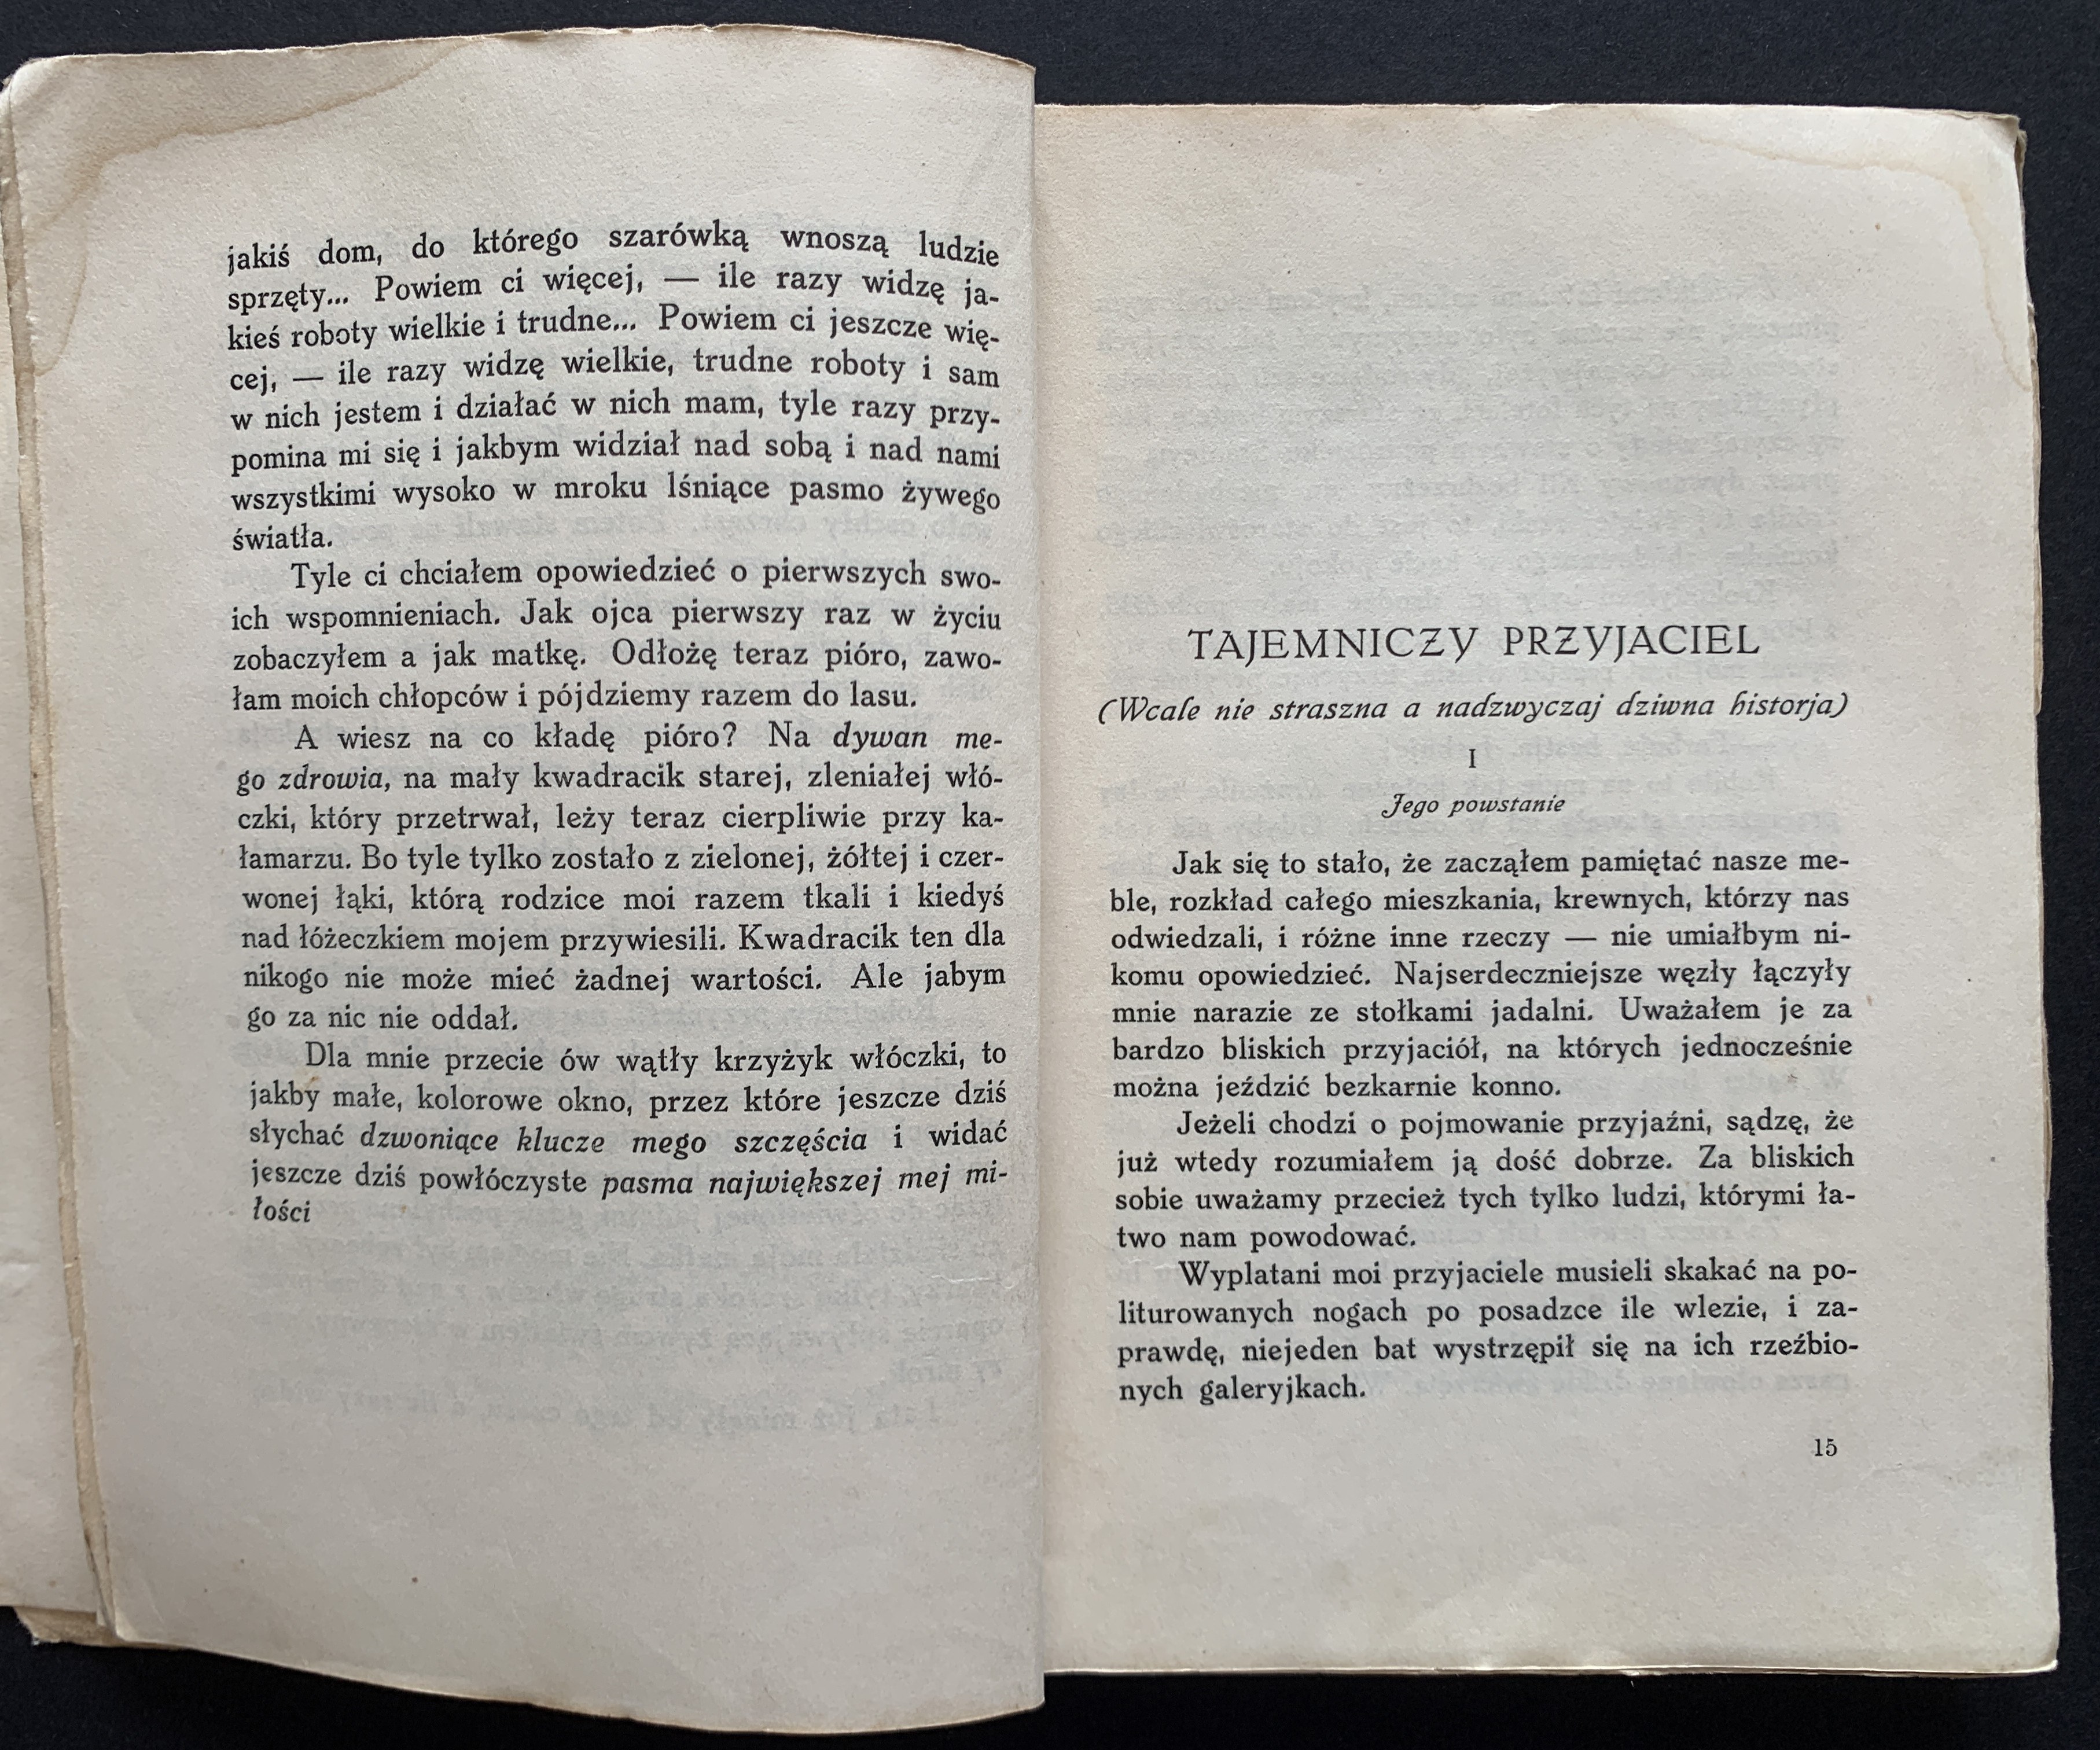 jakiś dom, do którego szarówką wnoszą ludzie
sprzęty... Powiem ci więcej, — ile razy widzę ja-
kieś roboty wielkie i trudne... Powiem ci jeszcze wię-
cej, — ile razy widzę wielkie, trudne roboty i sam
w nich jestem i działać w nich mam, tyle razy przy-
pomina mi się i jakbym widział nad sobą i nad nami
wszystkimi wysoko w mroku lśniące pasmo żywego
światła.
Tyle ci chciałem opowiedzieć o pierwszych swo-
ich wspomnieniach. Jak ojca pierwszy raz w życiu
zobaczyłem a jak matkę. Odłożę teraz pióro, zawo-
łam moich chłopców i pójdziemy razem do lasu.
A wiesz na co kładę pióro? Na dywan me-
go zdrowia, na mały kwadracik starej, zleniałej włó-
czki, który przetrwał, leży teraz cierpliwie przy ka-
łamarzu. Bo tyle tylko zostało z zielonej, żółtej i czer-
wonej łąki, którą rodzice moi razem tkali i kiedyś
nad łóżeczkiem mojem przywiesili. Kwadracik ten dla
nikogo nie może mieć żadnej wartości. Ale jabym
go za nic nie oddał.
Dla mnie przecie ów wątły krzyżyk włóczki, to
jakby małe, kolorowe okno, przez które jeszcze dziś
słychać dzwoniące klucze mego szczęścia i widać
jeszcze dziś powłóczyste pasma największej mej mi-
łości
TAJEMNICZY PRZYJACIEL
(Wcale nie straszna a nadzwyczaj dziwna historja)
I
Jego powstanie
Jak się to stało, że zacząłem pamiętać nasze me-
ble, rozkład całego mieszkania, krewnych, którzy nas
odwiedzali, i różne inne rzeczy — nie umiałbym ni-
komu opowiedzieć. Najserdeczniejsze węzły łączyły
mnie narazie ze stołkami jadalni. Uważałem je za
bardzo bliskich przyjaciół, na których jednocześnie
można jeździć bezkarnie konno.
Jeżeli chodzi o pojmowanie przyjaźni, sądzę, że
już wtedy rozumiałem ją dość dobrze. Za bliskich
sobie uważamy przecież tych tylko ludzi, którymi ła-
two nam powodować.
Wyplatani moi przyjaciele musieli skakać na po-
liturowanych nogach po posadzce ile wlezie, i za-
prawdę, niejeden bat wystrzępił się na ich rzeźbio-
nych galeryjkach.
15